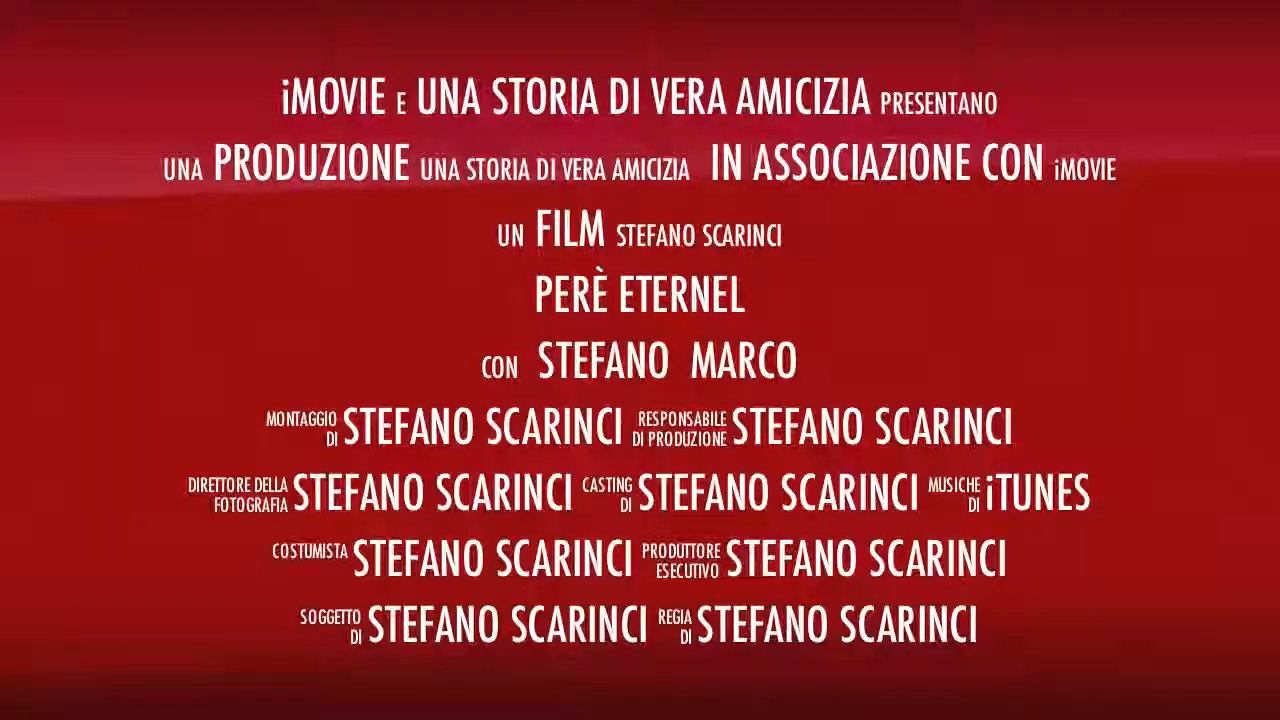 iMOVIE E UNA STORIA DI VERA AMICIZIA PRESENTANO
UNA PRODUZIONE UNA STORIA DI VERA AMICIZIA IN ASSOCIAZIONE CON iMOVIE
UN FILM STEFANO SCARINCI
PERÈ ETERNEL
CON STEFANO MARCO
MONTAGGIO DI STEFANO SCARINCI RESPONSABILE DI PRODUZIONE STEFANO SCARINCI
DIRETTORE DELLA FOTOGRAFIA STEFANO SCARINCI CASTING DI STEFANO SCARINCI MUSICHE DI iTUNES
COSTUMISTA STEFANO SCARINCI PRODUTTORE ESECUTIVO STEFANO SCARINCI
SOGGETTO DI STEFANO SCARINCI REGIA DI STEFANO SCARINCI